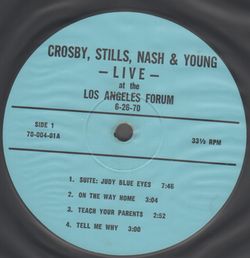 CROSBY, STILLS, NASH & YOUNG
— LIVE —
at the
LOS ANGELES FORUM
6-26-70
SIDE 1
33⅓ RPM
70-004-01A
1. SUITE: JUDY BLUE EYES 7:46
2. ON THE WAY HOME 3:04
3. TEACH YOUR PARENTS 2:52
4. TELL ME WHY 3:00